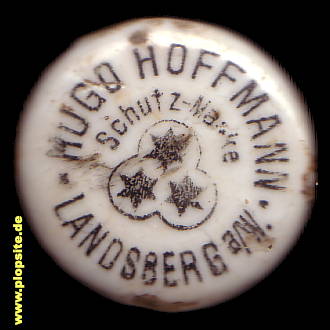 HUGO HOFFMANN
Schutz-Marke
LANDSBERG a/W.
www.plopsite.de